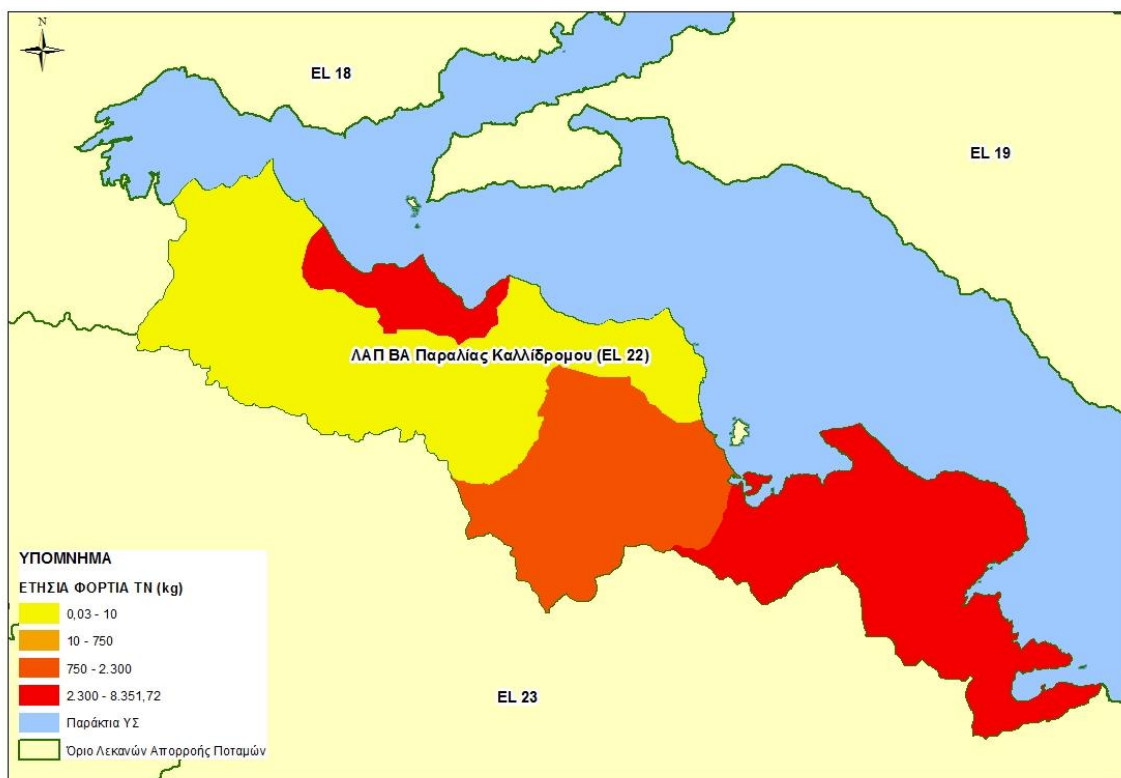 N
EL 18
EL 19
ΛΑΠ ΒΑ Παραλίας Καλλίδρομου (EL 22)
EL 23
ΥΠΟΜΝΗΜΑ
ΕΤΗΣΙΑ ΦΟΡΤΙΑ ΤΝ (kg)
0,03 - 10
10 - 750
750 - 2.300
2.300 - 8.351,72
Παράκτια ΥΣ
Όριο Λεκανών Απορροής Ποταμών